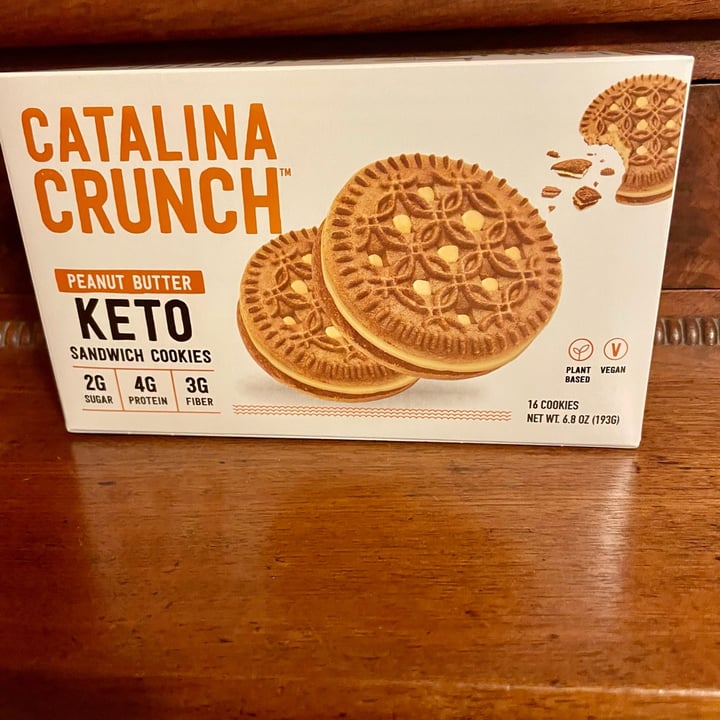 CATALINA
CRUNCH™
PEANUT BUTTER
KETO
SANDWICH COOKIES
2G
SUGAR
4G
PROTEIN
3G
FIBER
PLANT
BASED
V
VEGAN
16 COOKIES
NET WT. 6.8 OZ (193G)